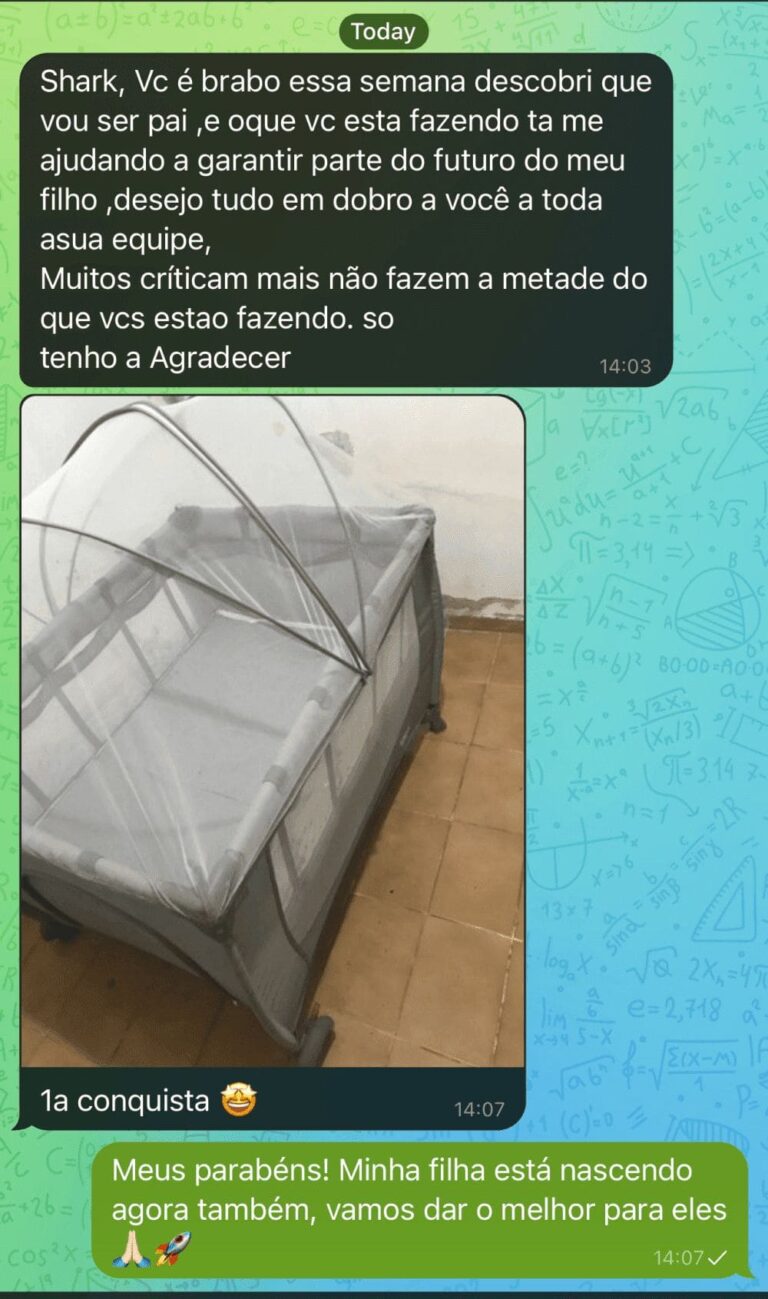 Today
Shark, Vc é brabo essa semana descobri que
vou ser pai ,e oque vc esta fazendo ta me
ajudando a garantir parte do futuro do meu
filho ,desejo tudo em dobro a você a toda
asua equipe,
Muitos críticam mais não fazem a metade do
que vcs estao fazendo. so
tenho a Agradecer
14:03
1a conquista 🤩
14:07
Meus parabéns! Minha filha está nascendo
agora também, vamos dar o melhor para eles
🙏🏻🚀
14:07